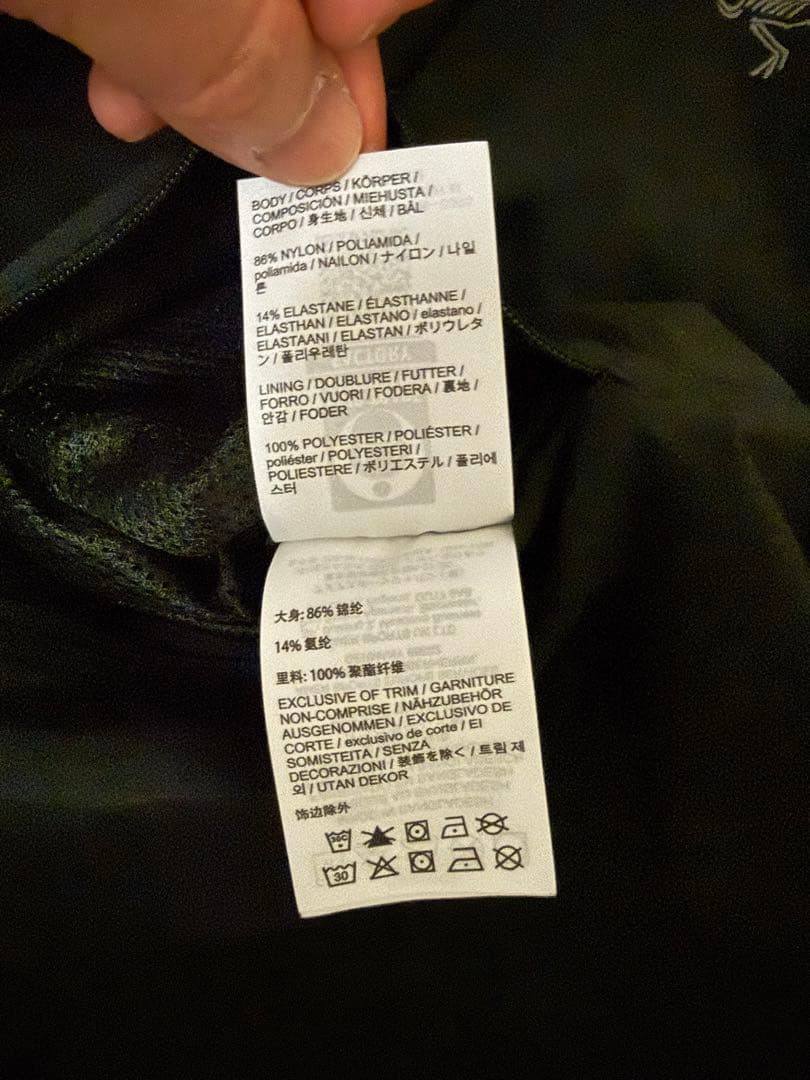 BODY / CORPS / KÖRPER /
COMPOSICIÓN / MIEHUSTA /
CORPO / 身生地 / 신체 / BÅL
86% NYLON / POLIAMIDA /
poliamida / NAILON / ナイロン / 나일
론
14% ELASTANE / ÉLASTHANNE /
ELASTHAN / ELASTANO / elastano /
ELASTAANI / ELASTAN / ポリウレタ
ン / 폴리우레탄
LINING / DOUBLURE / FUTTER /
FORRO / VUORI / FODERA / 裏地 /
안감 / FODER
100% POLYESTER / POLIÉSTER /
poliéster / POLYESTERI /
POLIESTERE / ポリエステル / 폴리에
스터
大身: 86% 锦纶
14% 氨纶
里料: 100% 聚酯纤维
EXCLUSIVE OF TRIM / GARNITURE
NON-COMPRISE / NÄHZUBEHÖR
AUSGENOMMEN / EXCLUSIVO DE
CORTE / exclusivo de corte / EI
SOMISTEITA / SENZA
DECORAZIONI / 装飾を除く / 트림 제
외 / UTAN DEKOR
饰边除外
30C
30